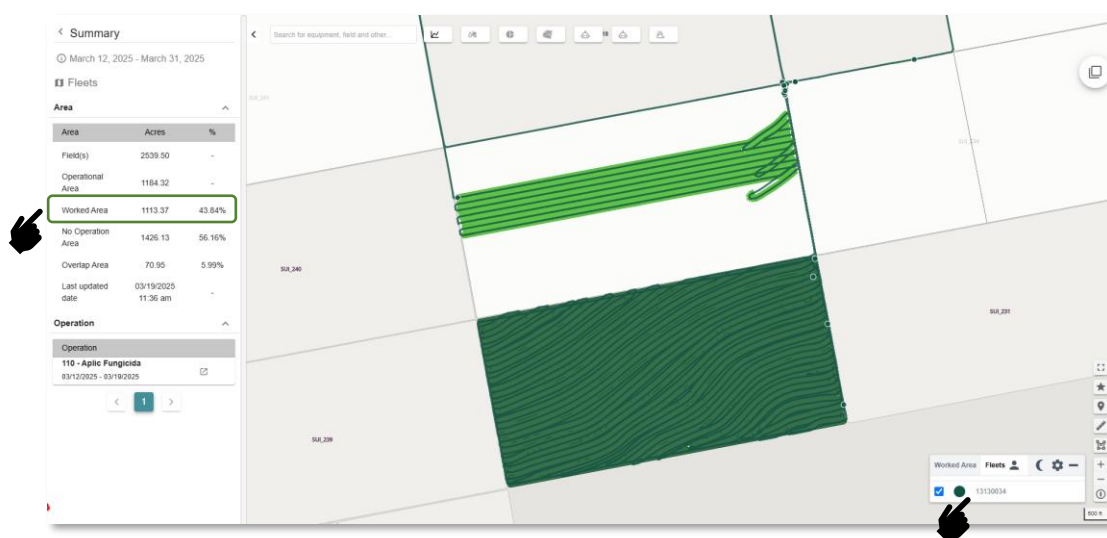 Summary
March 12, 2025 - March 31, 2025
Fleets
Area
Area Acres %
Field(s) 2539.50 -
Operational Area 1184.32 -
Worked Area 1113.37 43.84%
No Operation Area 1426.13 56.16%
Overlap Area 70.95 5.99%
Last updated date 03/19/2025 11:36 am -
Operation
Operation
110 - Aplic Fungicida
03/12/2025 - 03/19/2025
1
Search for equipment, field and other...
SUI_240
SUI_231
SUI_239
Worked Area Fleets
13130034
500 ft